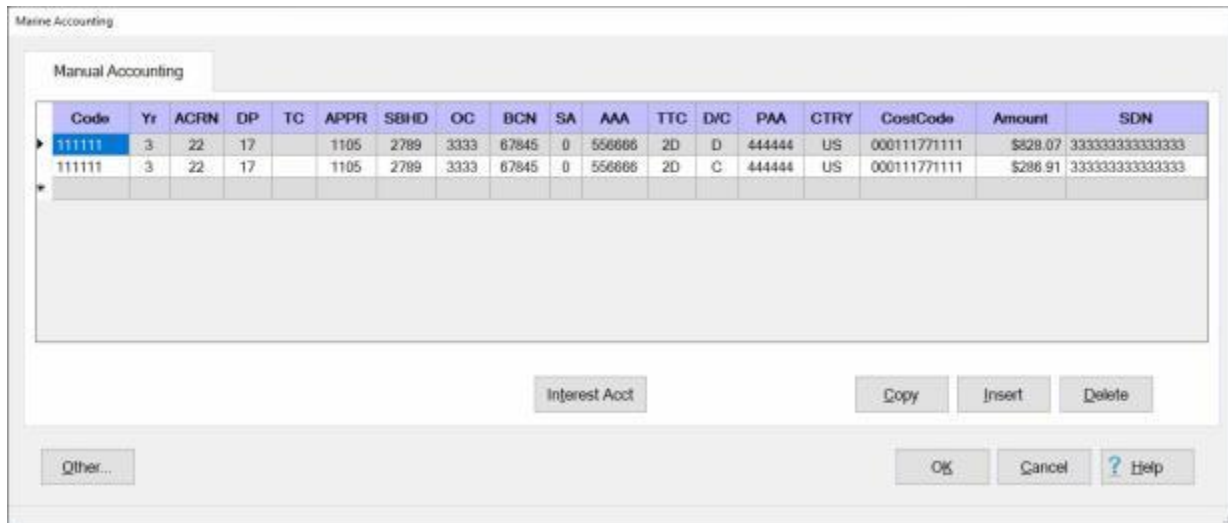 Marine Accounting
Manual Accounting
Code Yr ACRN DP TC APPR SBHD OC BCN SA AAA TTC D/C PAA CTRY CostCode Amount SDN
111111 3 22 17 1105 2789 3333 67845 0 556666 2D D 444444 US 000111771111 $828.07 333333333333333
111111 3 22 17 1105 2789 3333 67845 0 556666 2D C 444444 US 000111771111 $286.91 333333333333333
Interest Acct Copy Insert Delete
Other... OK Cancel ? Help